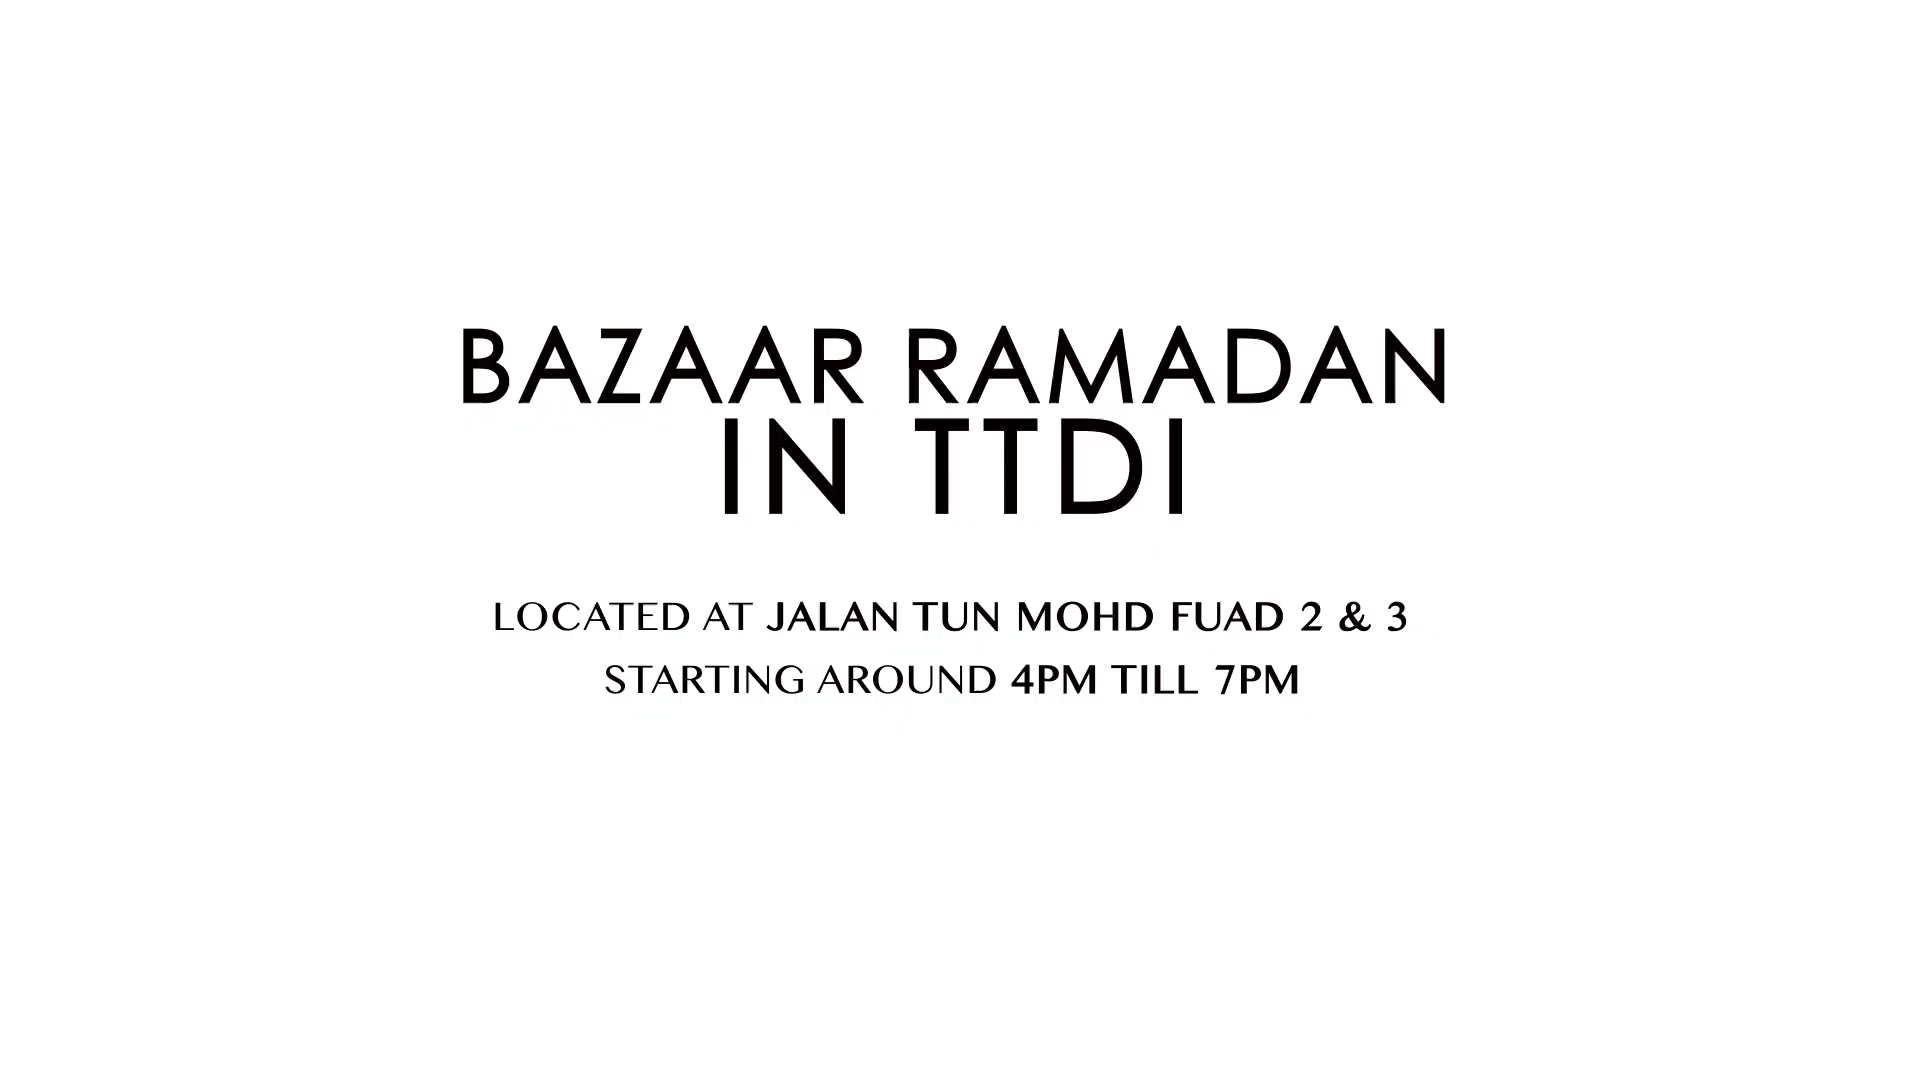 BAZAAR RAMADAN
IN TTDI
LOCATED AT JALAN TUN MOHD FUAD 2 & 3
STARTING AROUND 4PM TILL 7PM